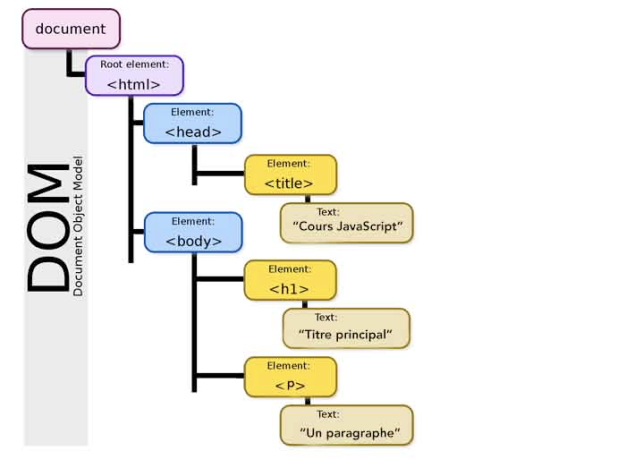 document
Root element:
<html>
Element:
<head>
Element:
<title>
Text:
“Cours JavaScript”
Element:
<body>
Element:
<h1>
Text:
“Titre principal”
Element:
<p>
Text:
“Un paragraphe”
DOM
Document Object Model